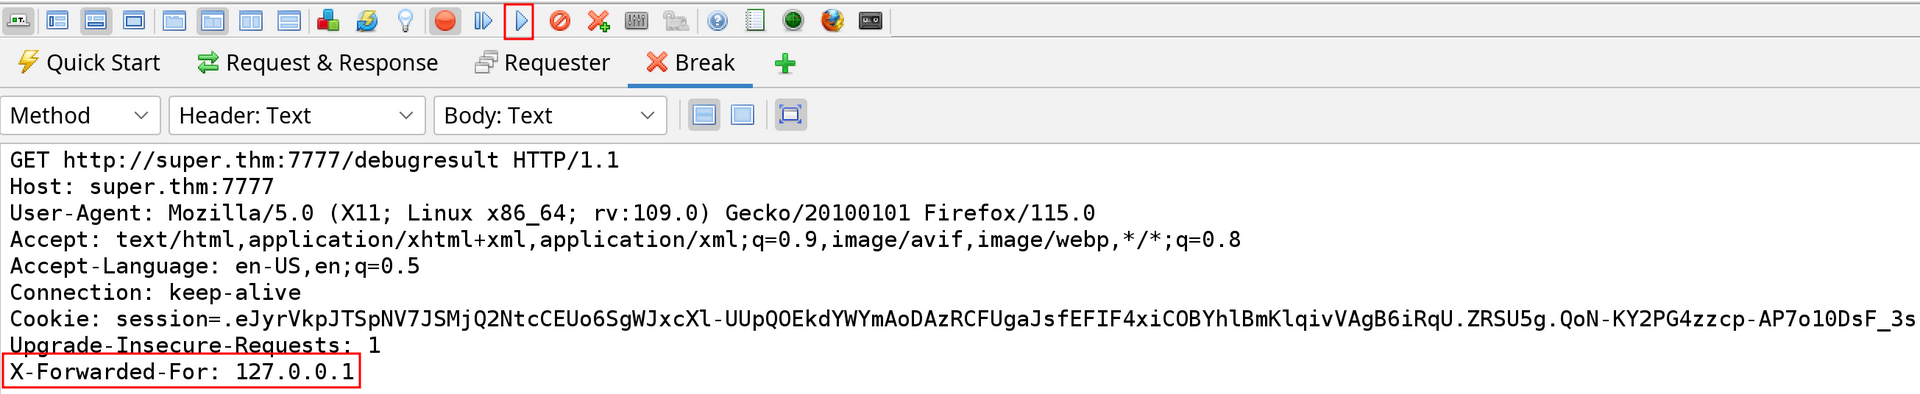 Quick Start Request & Response Requester Break
Method Header: Text Body: Text
GET http://super.thm:7777/debugresult HTTP/1.1
Host: super.thm:7777
User-Agent: Mozilla/5.0 (X11; Linux x86_64; rv:109.0) Gecko/20100101 Firefox/115.0
Accept: text/html,application/xhtml+xml,application/xml;q=0.9,image/avif,image/webp,*/*;q=0.8
Accept-Language: en-US,en;q=0.5
Connection: keep-alive
Cookie: session=.eJyrVkpJTSpNV7JSMjQ2NtcCEUo6SgWJxcXl-UUpQOEkdYWYmAoDAzRCFUgaJsfEFIF4xiCOBYhlBmKlqivVAgB6iRqU.ZRSU5g.QoN-KY2PG4zzcp-AP7o10DsF_3s
Upgrade-Insecure-Requests: 1
X-Forwarded-For: 127.0.0.1